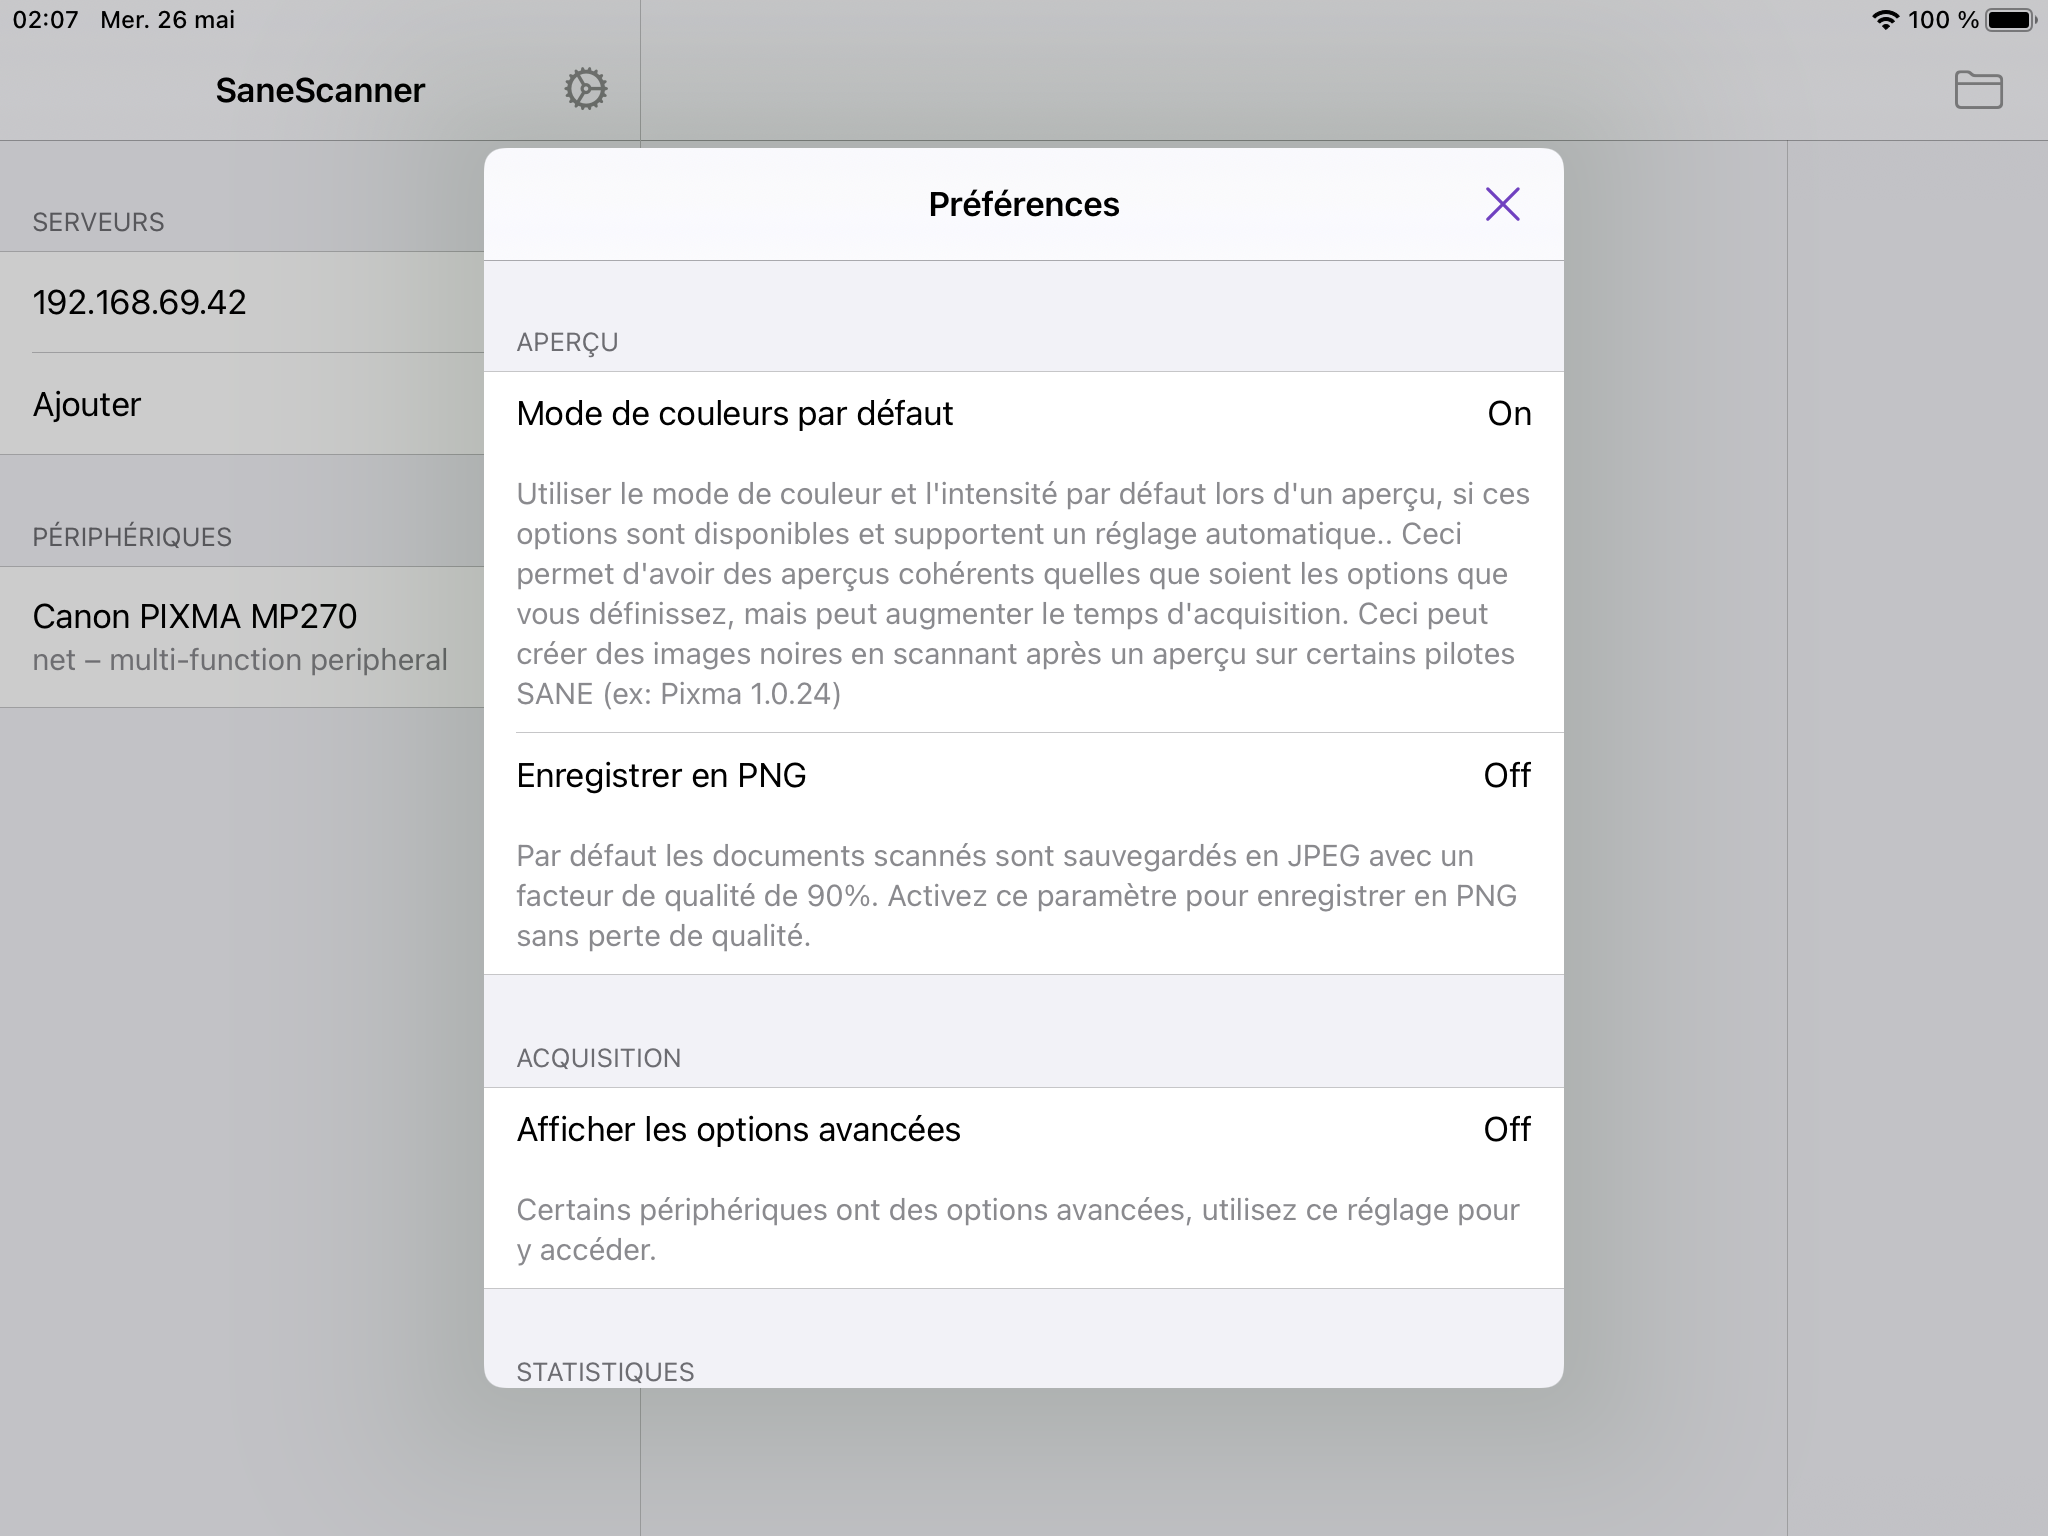 02:07 Mer. 26 mai
100 %
SaneScanner
SERVEURS
192.168.69.42
Ajouter
PÉRIPHÉRIQUES
Canon PIXMA MP270
net – multi-function peripheral
Préférences
APERÇU
Mode de couleurs par défaut On
Utiliser le mode de couleur et l'intensité par défaut lors d'un aperçu, si ces
options sont disponibles et supportent un réglage automatique.. Ceci
permet d'avoir des aperçus cohérents quelles que soient les options que
vous définissez, mais peut augmenter le temps d'acquisition. Ceci peut
créer des images noires en scannant après un aperçu sur certains pilotes
SANE (ex: Pixma 1.0.24)
Enregistrer en PNG Off
Par défaut les documents scannés sont sauvegardés en JPEG avec un
facteur de qualité de 90%. Activez ce paramètre pour enregistrer en PNG
sans perte de qualité.
ACQUISITION
Afficher les options avancées Off
Certains périphériques ont des options avancées, utilisez ce réglage pour
y accéder.
STATISTIQUES